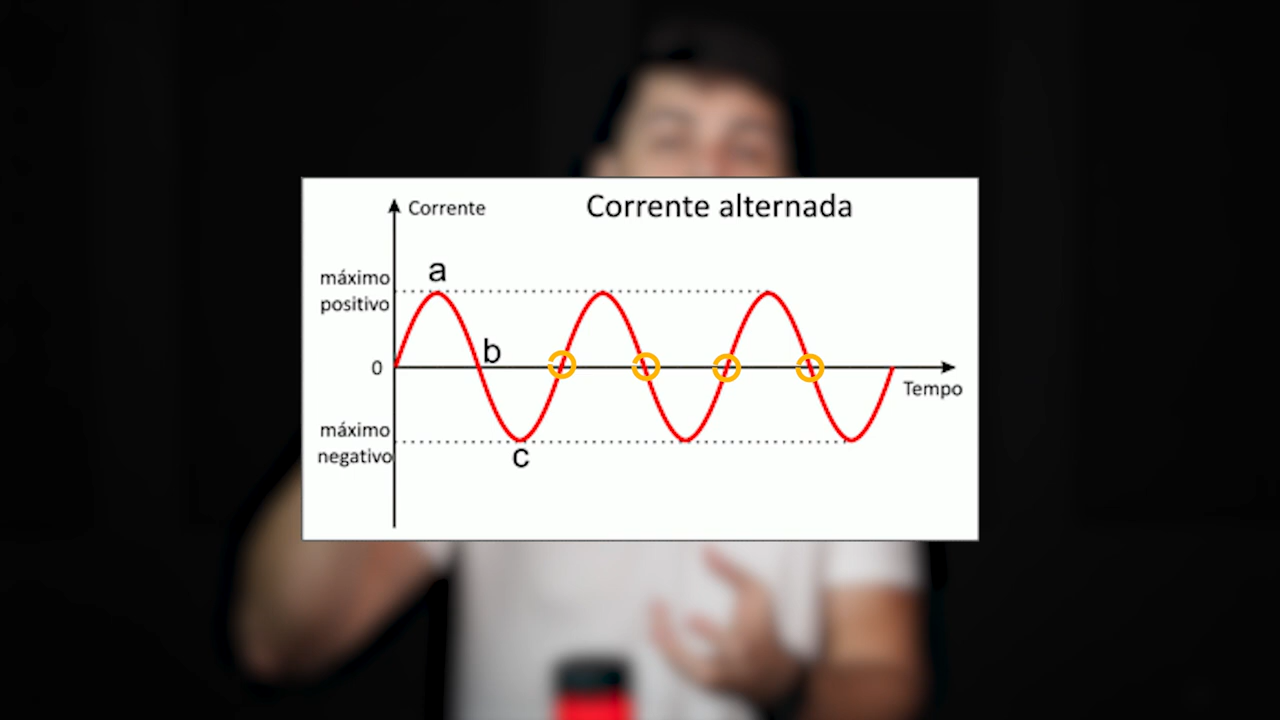 Corrente alternada
Corrente
a
máximo
positivo
b
0
Tempo
máximo
negativo
c